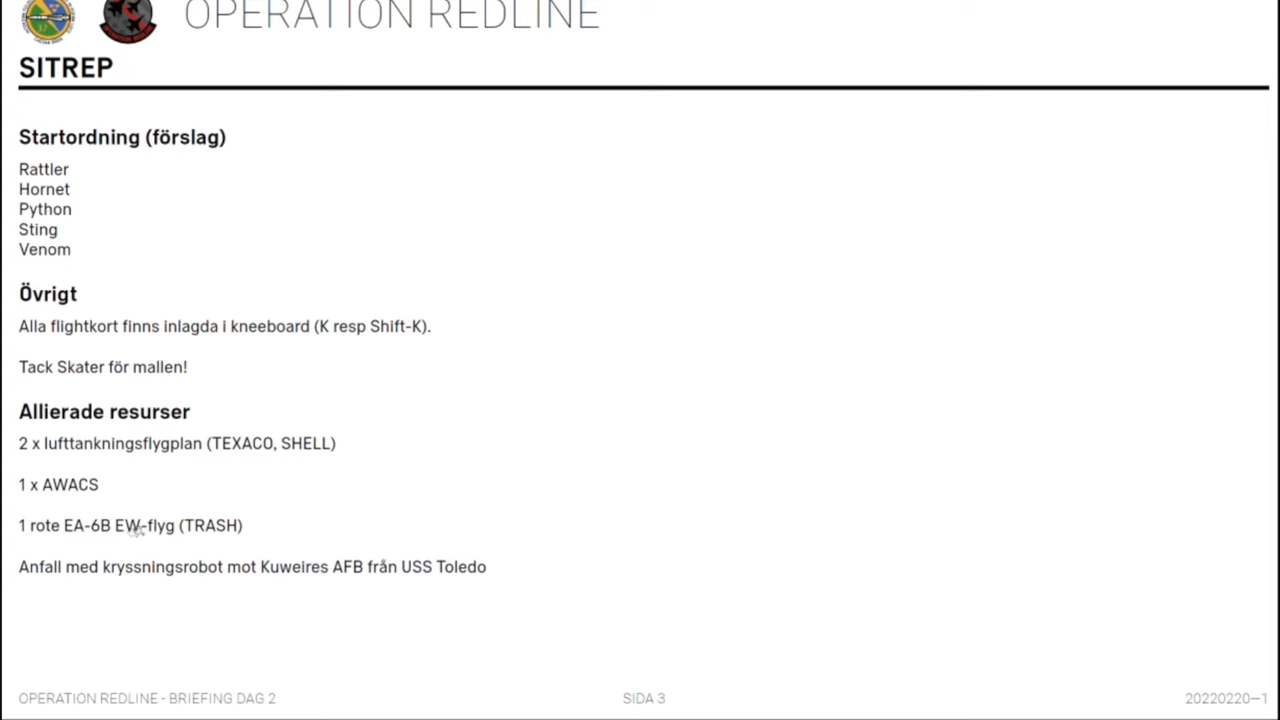 OPERATION REDLINE
SITREP
Startordning (förslag)
Rattler
Hornet
Python
Sting
Venom
Övrigt
Alla flightkort finns inlagda i kneeboard (K resp Shift-K).
Tack Skater för mallen!
Allierade resurser
2 x lufttankningsflygplan (TEXACO, SHELL)
1 x AWACS
1 rote EA-6B EW-flyg (TRASH)
Anfall med kryssningsrobot mot Kuweires AFB från USS Toledo
OPERATION REDLINE - BRIEFING DAG 2
SIDA 3
20220220—1